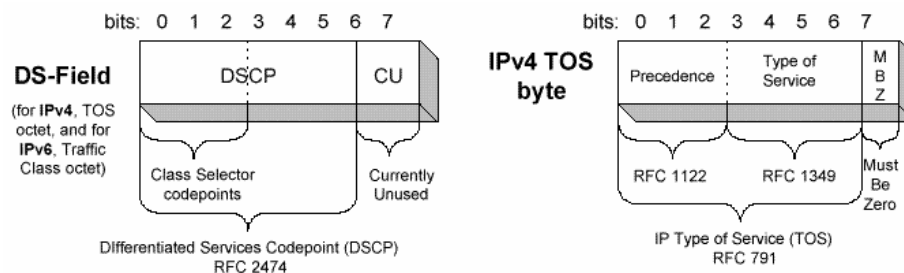 bits: 0 1 2 3 4 5 6 7
DS-Field
(for IPv4, TOS
octet, and for
IPv6, Traffic
Class octet)
DSCP
CU
Class Selector
codepoints
Currently
Unused
DIfferentiated Services Codepoint (DSCP)
RFC 2474
bits: 0 1 2 3 4 5 6 7
IPv4 TOS
byte
Precedence
Type of
Service
M
B
Z
RFC 1122
RFC 1349
Must
Be
Zero
IP Type of Service (TOS)
RFC 791